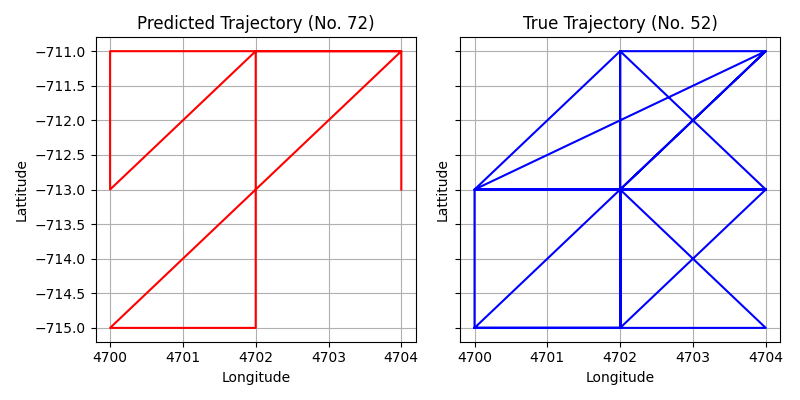 Predicted Trajectory (No. 72)
True Trajectory (No. 52)
Lattitude
−711.0
−711.5
−712.0
−712.5
−713.0
−713.5
−714.0
−714.5
−715.0
4700 4701 4702 4703 4704
Longitude
Lattitude
4700 4701 4702 4703 4704
Longitude